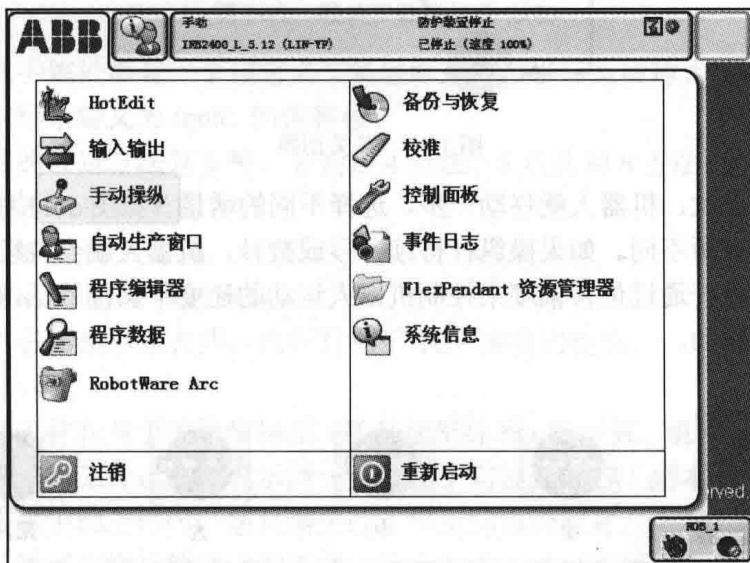 ABB
手动
防护装置停止
IRB2400_L_5.12 (LIN-YP)
已停止 (速度 100%)
HotEdit
备份与恢复
输入输出
校准
手动操纵
控制面板
自动生产窗口
事件日志
程序编辑器
FlexPendant 资源管理器
程序数据
系统信息
RobotWare Arc
注销
重新启动
rved
ROB_1